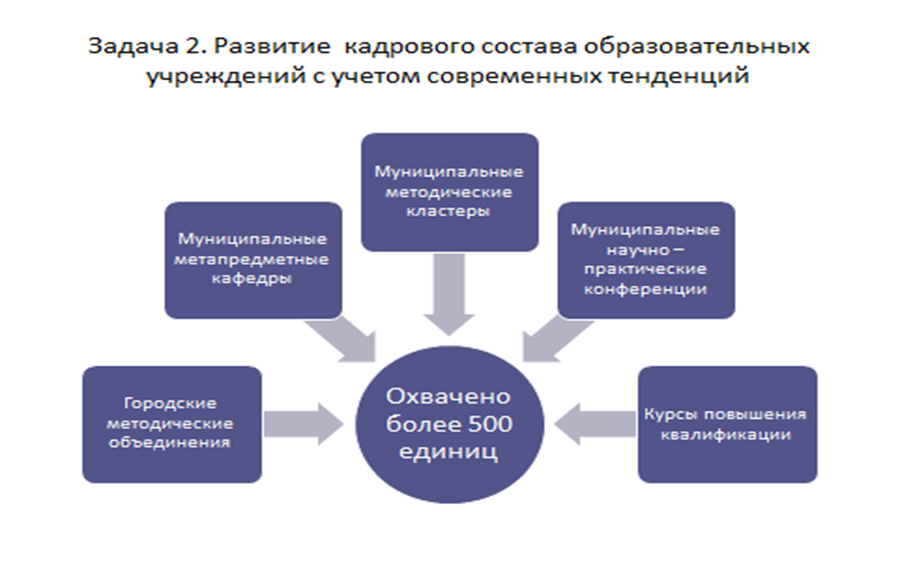 Задача 2. Развитие кадрового состава образовательных
учреждений с учетом современных тенденций
Муниципальные
методические
кластеры
Муниципальные
метапредметные
кафедры
Муниципальные
научно –
практические
конференции
Городские
методические
объединения
Охвачено
более 500
единиц
Курсы повышения
квалификации